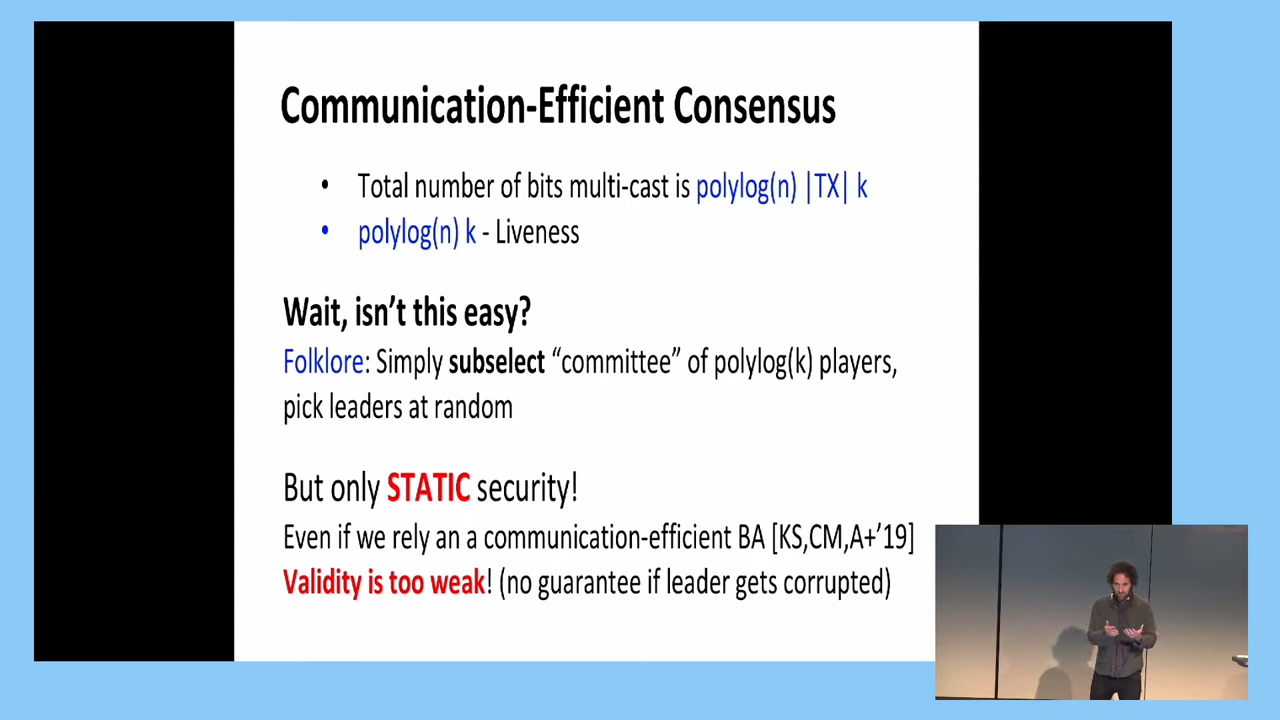 Communication-Efficient Consensus
• Total number of bits multi-cast is polylog(n) |TX| k
• polylog(n) k - Liveness
Wait, isn't this easy?
Folklore: Simply subselect "committee" of polylog(k) players,
pick leaders at random
But only STATIC security!
Even if we rely an a communication-efficient BA [KS,CM,A+'19]
Validity is too weak! (no guarantee if leader gets corrupted)